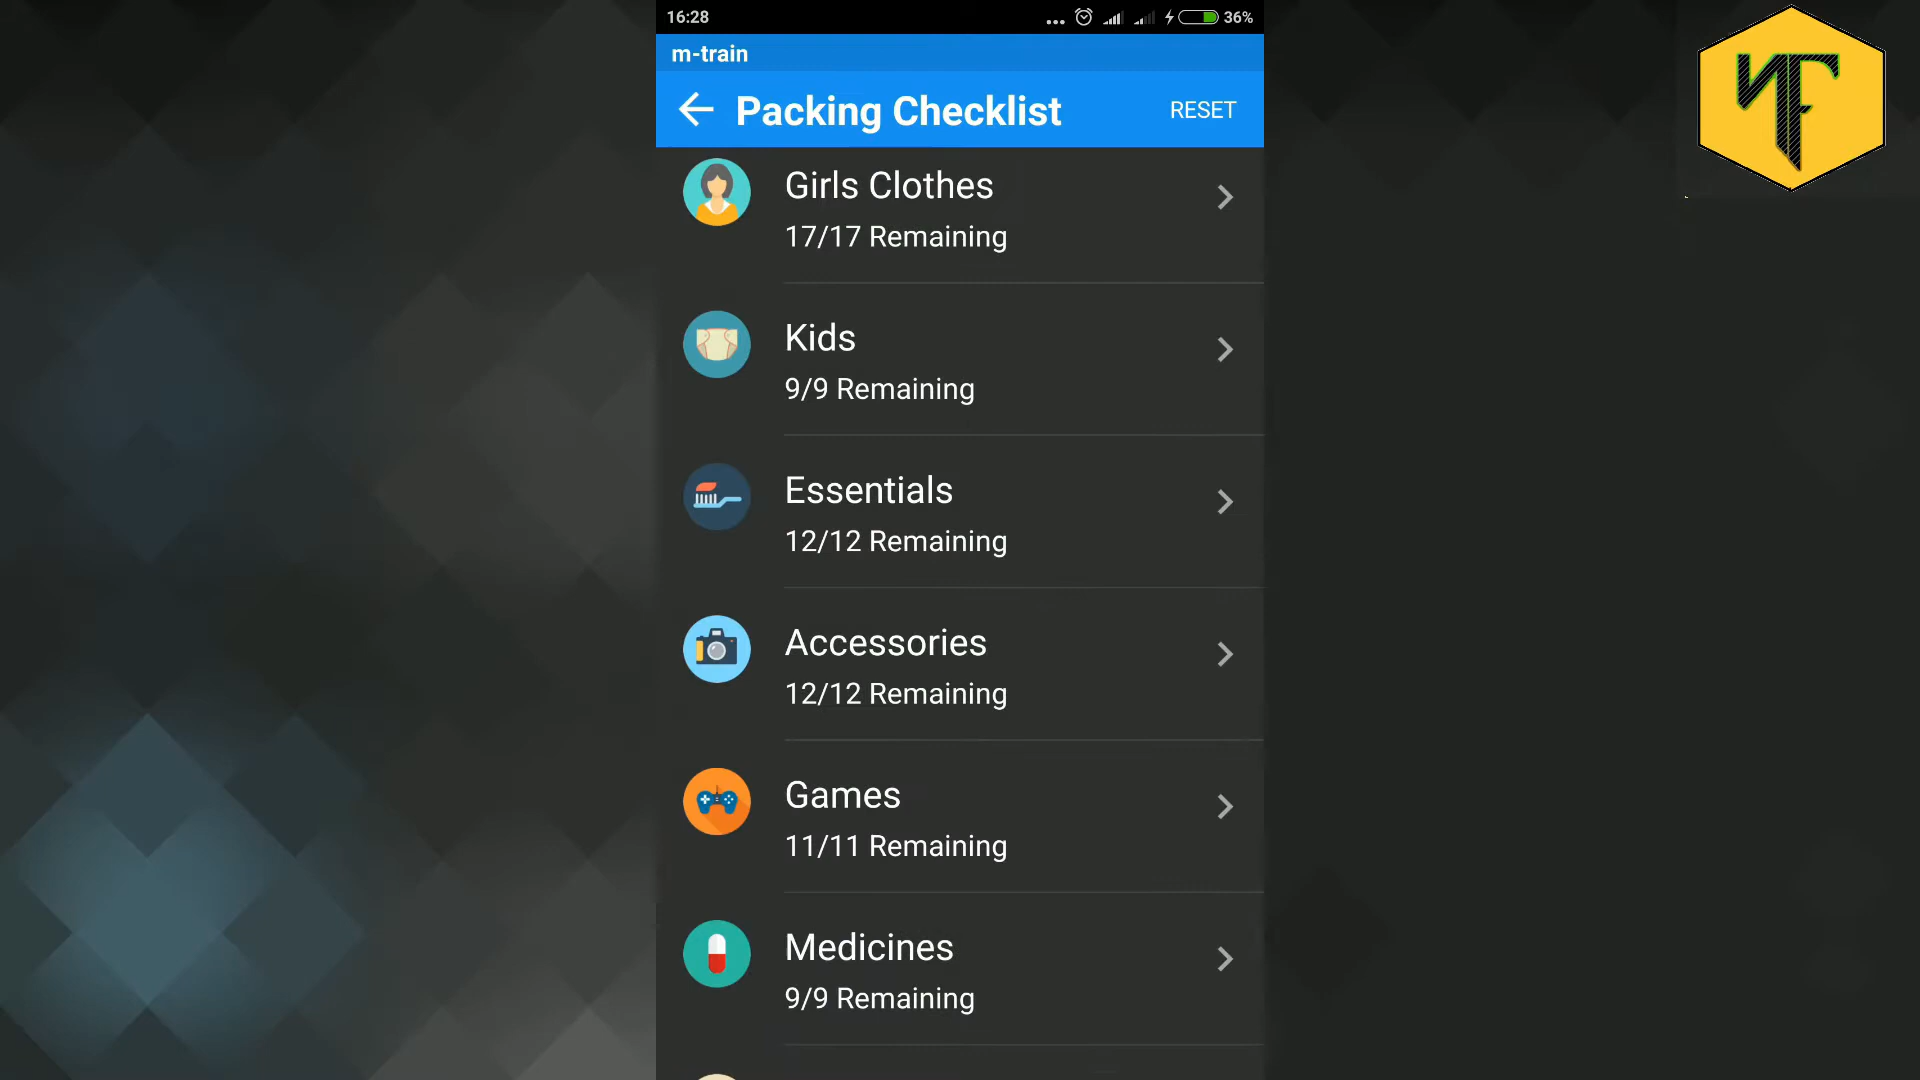 16:28
36%
m-train
Packing Checklist
RESET
Girls Clothes
17/17 Remaining
Kids
9/9 Remaining
Essentials
12/12 Remaining
Accessories
12/12 Remaining
Games
11/11 Remaining
Medicines
9/9 Remaining